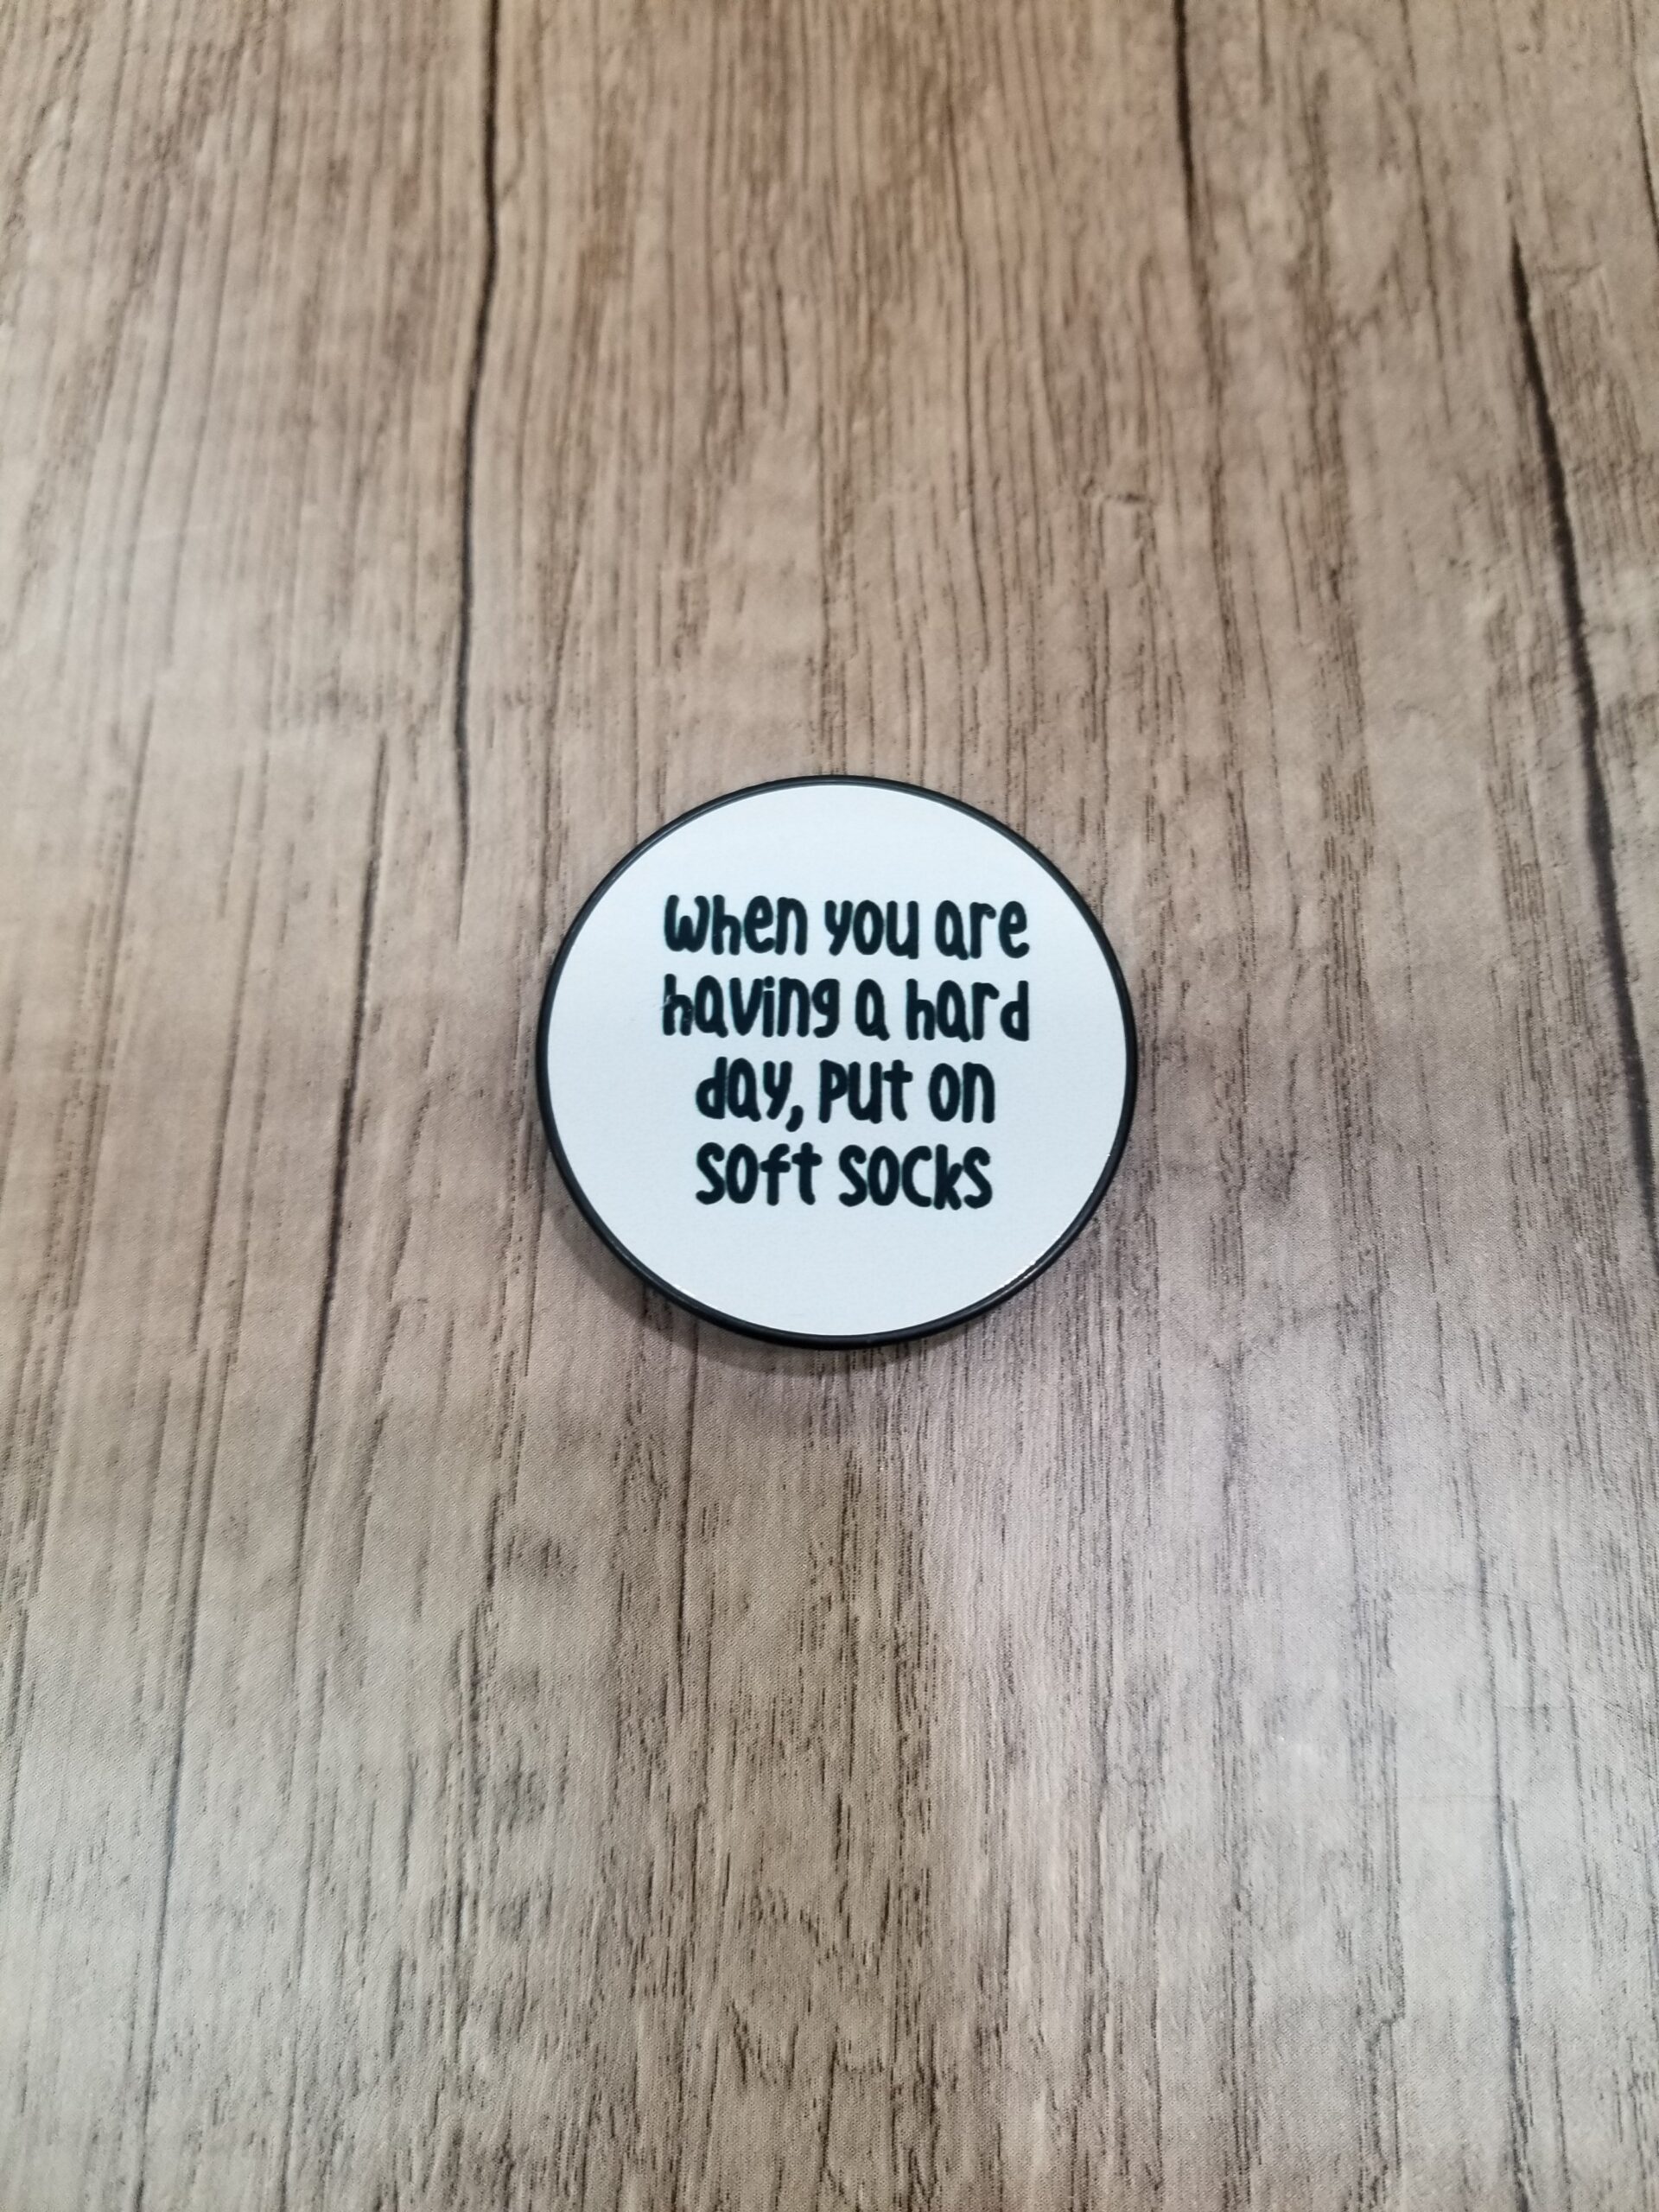 when you are
having a hard
day, put on
soft socks